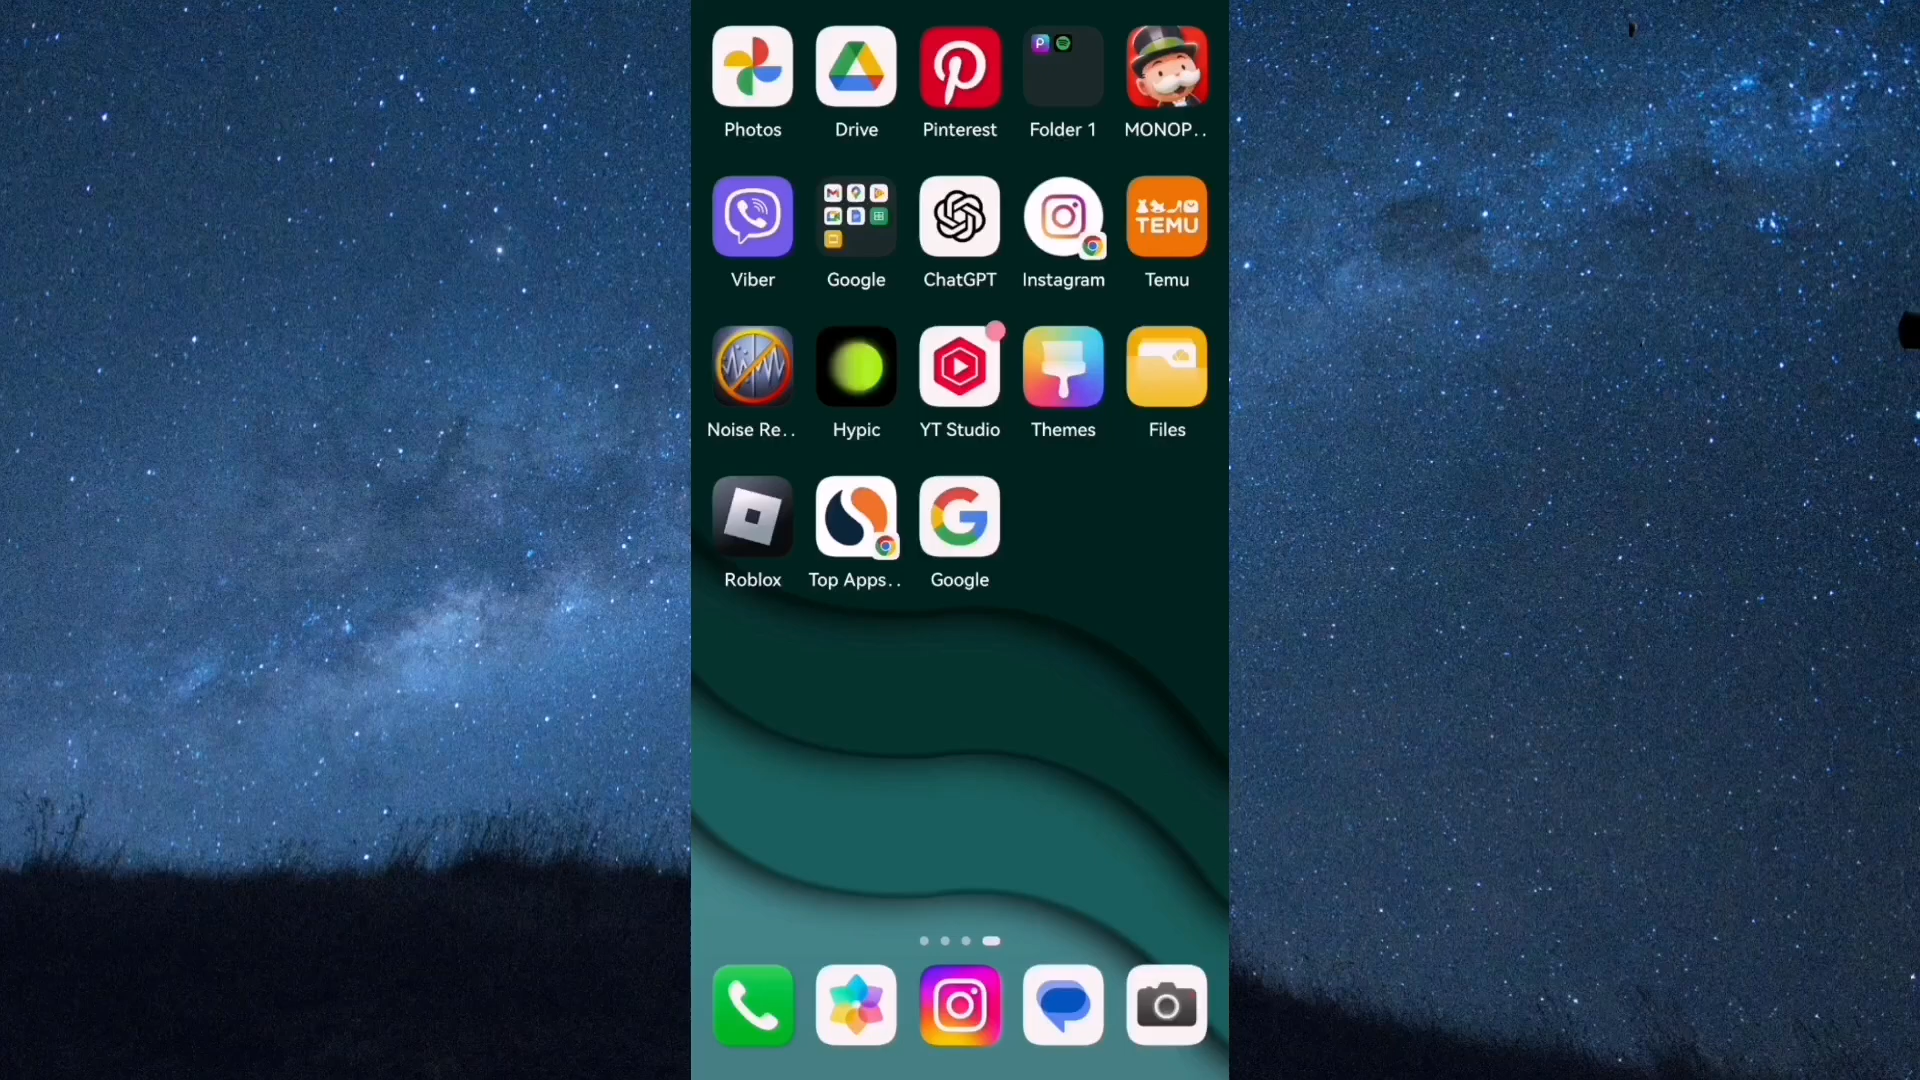 Photos Drive Pinterest Folder 1 MONOP..
TEMU
Viber Google ChatGPT Instagram Temu
Noise Re.. Hypic YT Studio Themes Files
Roblox Top Apps.. Google